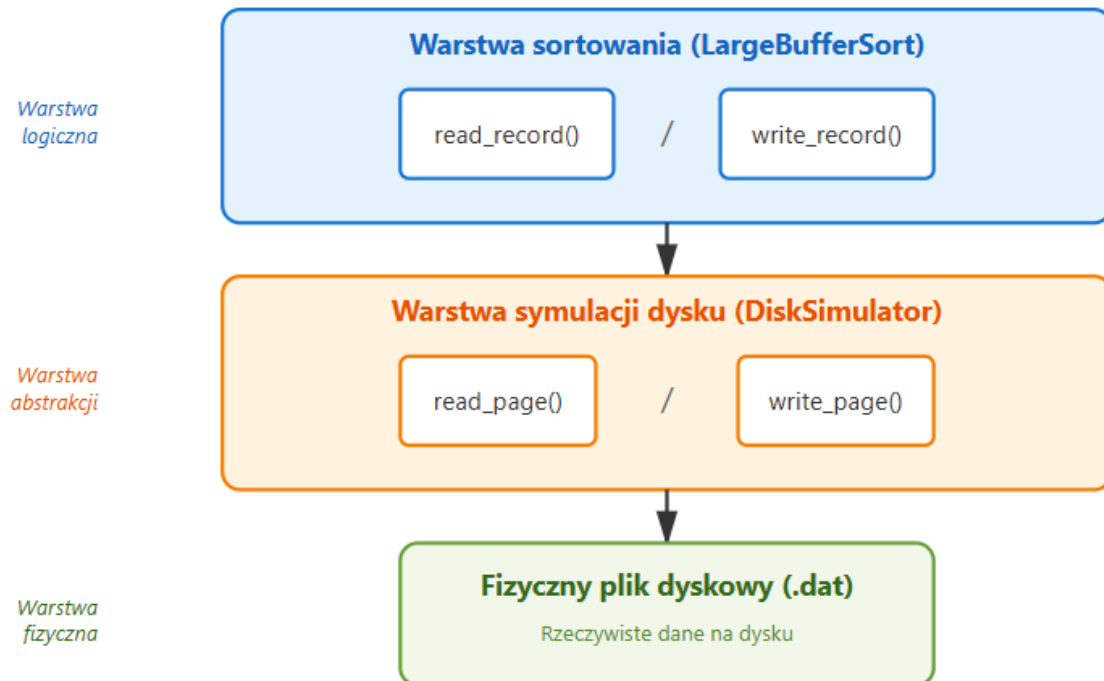 Warstwa sortowania (LargeBufferSort)
Warstwa
logiczna
read_record() / write_record()
Warstwa symulacji dysku (DiskSimulator)
Warstwa
abstrakcji
read_page() / write_page()
Fizyczny plik dyskowy (.dat)
Warstwa
fizyczna
Rzeczywiste dane na dysku